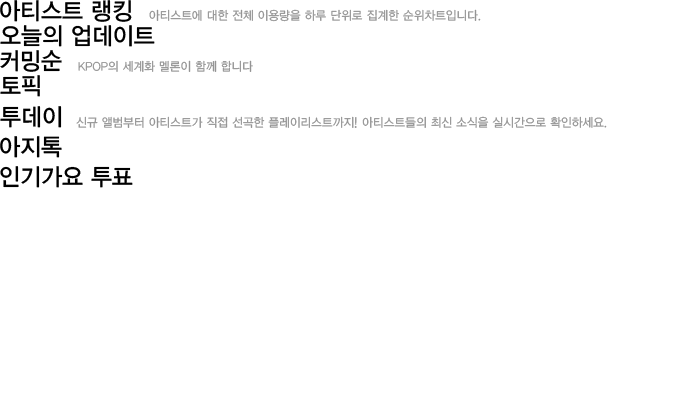 아티스트 랭킹 아티스트에 대한 전체 이용량을 하루 단위로 집계한 순위차트입니다.
오늘의 업데이트
커밍순 KPOP의 세계화 멜론이 함께 합니다
토픽
투데이 신규 앨범부터 아티스트가 직접 선곡한 플레이리스트까지! 아티스트들의 최신 소식을 실시간으로 확인하세요.
아지톡
인기가요 투표